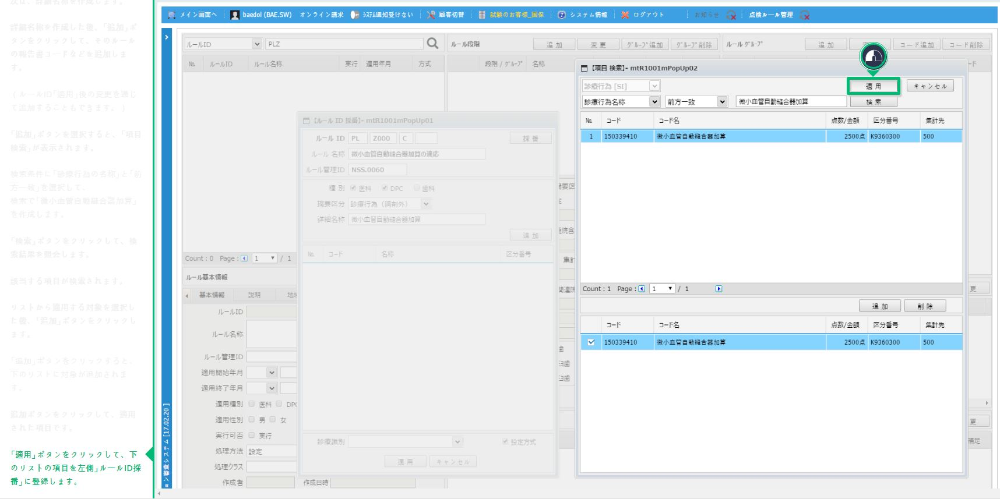 次は、詳細名称を作成します。
詳細名称を作成した後、「追加」ボ
タンをクリックして、そのルール
の報告書コードなどを追加しま
す。
( ルールID「適用」後の変更を通じ
て追加することもできます。 )
「追加」ボタンを選択すると、「項目
検索」が表示されます。
検索条件に「診療行為の名称」と「前
方一致」を選択して、
検索で「微小血管自動縫合器加算」
を作成します。
「検索」ボタンをクリックして、検
索結果を照会します。
該当する項目が検索されます。
リストから適用する対象を選択し
た後、「追加」ボタンをクリックし
ます。
「追加」ボタンをクリックすると、
下のリストに対象が追加されま
す。
追加ボタンをクリックして、適用
された項目です。
「適用」ボタンをクリックして、下
のリストの項目を左側」ルールID採
番」に登録します。
メイン画面へ baedol (BAE.SW) オンライン請求 ｼｽﾃﾑ通知受けない 顧客切替 試験のお客様_国保 システム情報 ログアウト お知らせ 点検ルール管理
ョン審査システム [17.02.20 ]
ルールID PLZ
No. ルールID ルール名称 実行 適用年月 方式
Count : 0 Page : 1 / 1
ルール基本情報
基本情報 説明
ルールID
ルール名称
ルール管理ID
適用開始年月
適用終了年月
適用種別 医科 DPC
適用性別 男 女
実行可否 実行
処理方法 設定
処理クラス
作成者 作成日時
ルール段階 追 加 変 更 ｸﾞﾙｰﾌﾟ追加 ｸﾞﾙｰﾌﾟ削除
段階 / ｸﾞﾙｰﾌﾟ 名称
ルール ｸﾞﾙｰﾌﾟ 追 加 コード追加 コード削除
【ルール ID 採番】- mtR1001mPopUp01
ルール ID PL Z000 C 採 番
ルール 名称 微小血管自動縫合器加算の適応
ルール管理ID NSS.0060
種 別 医科 DPC 歯科
摘要区分 診療行為（調剤外）
詳細名称 微小血管自動縫合器加算
追 加
No. コード 名称 区分番号
診療識別 設定方式
適 用 キャンセル
【項目 検索】- mtR1001mPopUp02
診療行為 [SI] 適 用 キャンセル
診療行為名称 前方一致 微小血管自動縫合器加算 検 索
No. コード コード名 点数/金額 区分番号 集計先
1 150339410 微小血管自動縫合器加算 2500点 K9360300 500
Count : 1 Page : 1 / 1
追 加 削 除
コード コード名 点数/金額 区分番号 集計先
150339410 微小血管自動縫合器加算 2500点 K9360300 500
摘要区
院含
集計
関連院
歯
臼歯
臼歯
更
更
補足